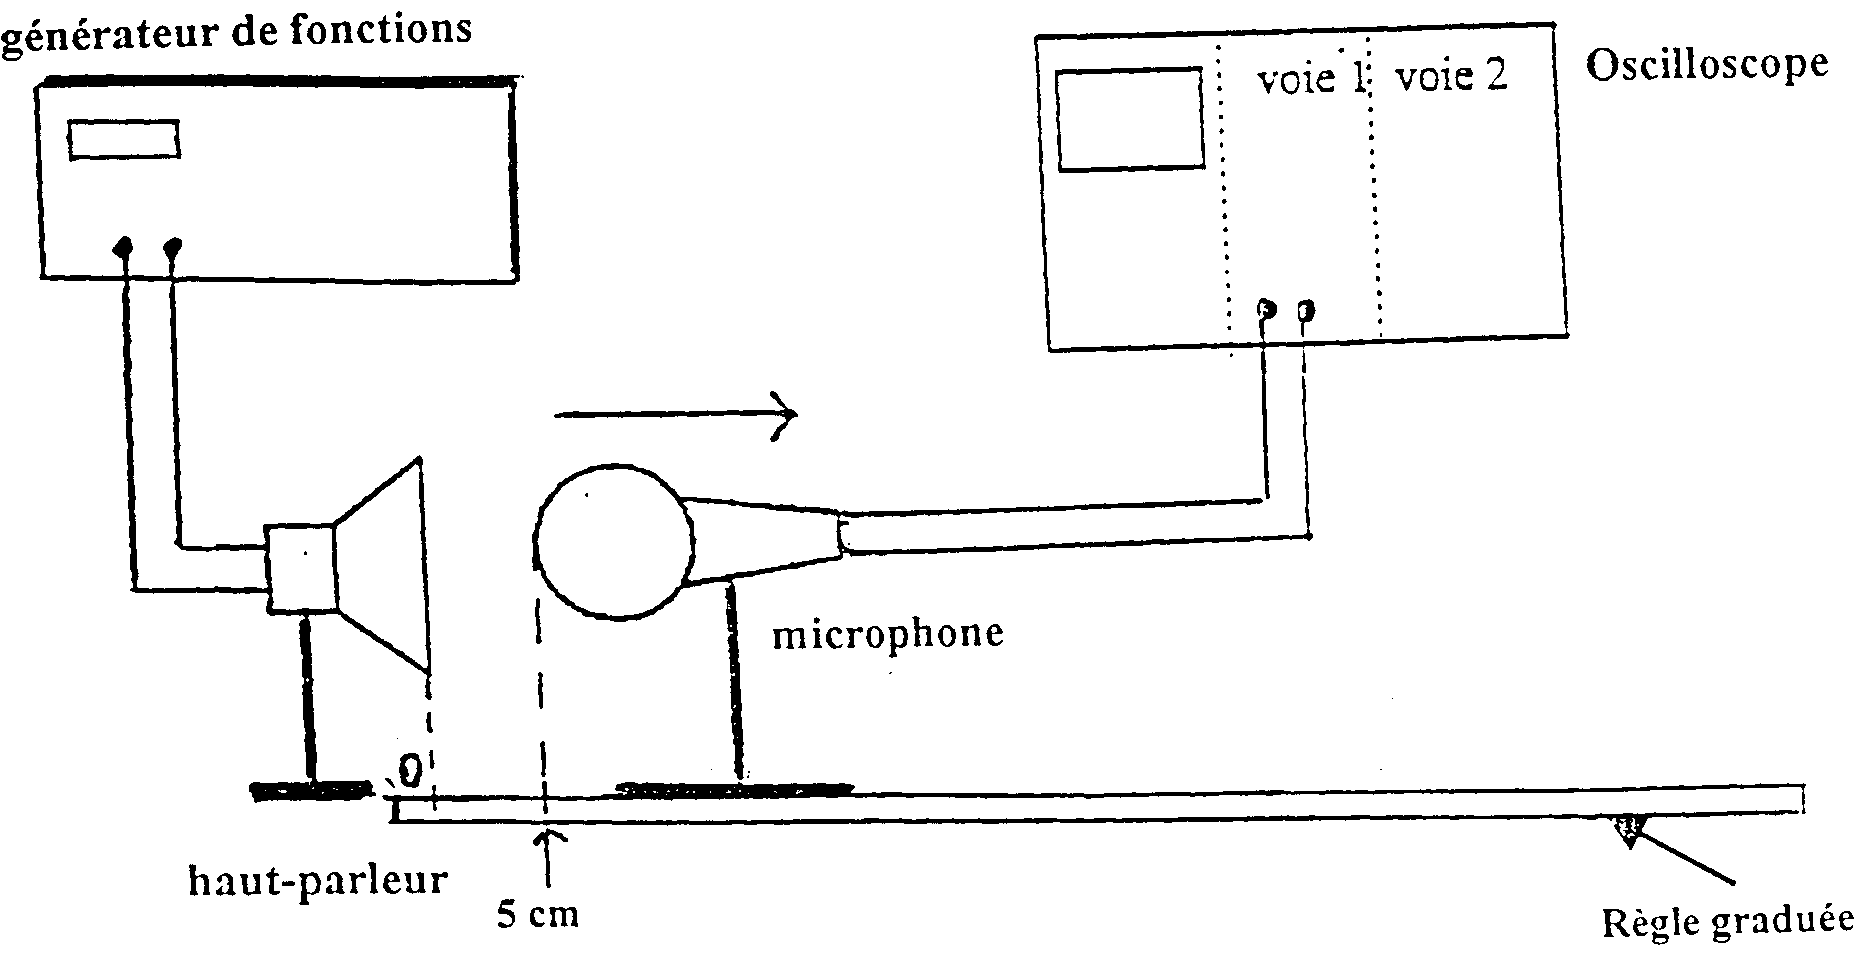 générateur de fonctions
voie 1
voie 2
Oscilloscope
microphone
0
haut-parleur
5 cm
Règle graduée